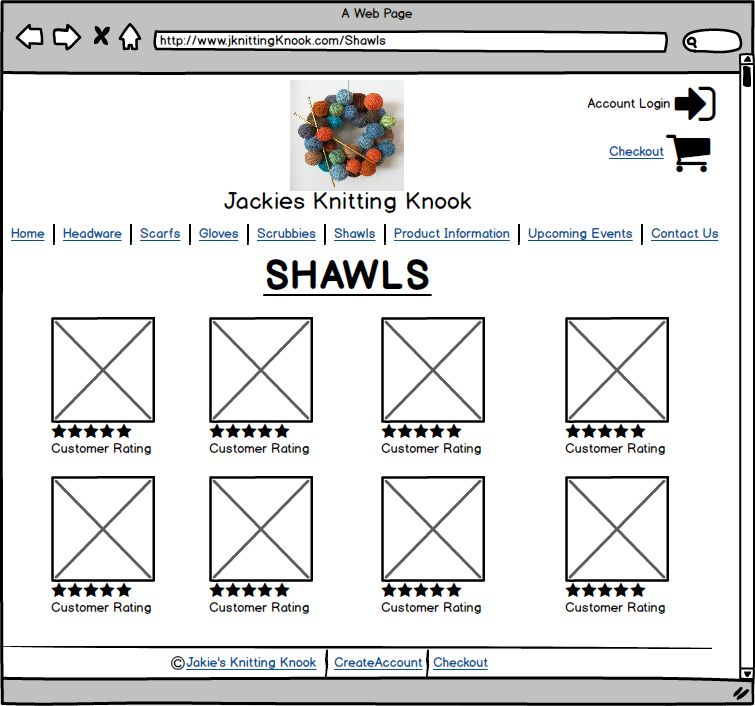 A Web Page
http://www.jknittingKnook.com/Shawls
Account Login
Checkout
Jackies Knitting Knook
Home Headware Scarfs Gloves Scrubbies Shawls Product Information Upcoming Events Contact Us
SHAWLS
Customer Rating Customer Rating Customer Rating Customer Rating
Customer Rating Customer Rating Customer Rating Customer Rating
©Jakie's Knitting Knook CreateAccount Checkout